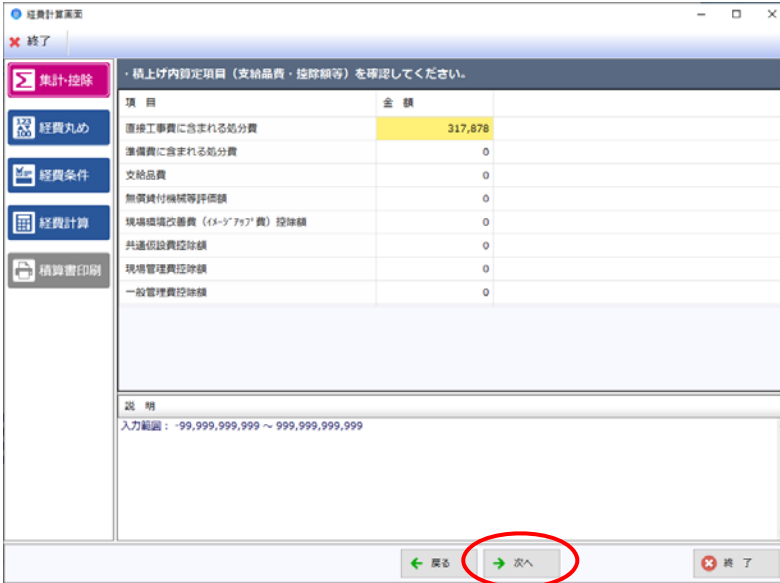 経費計算画面
終了
集計・控除
経費丸め
経費条件
経費計算
積算書印刷
・積上げ内算定項目（支給品費・控除額等）を確認してください。
項 目 金 額
直接工事費に含まれる処分費 317,878
準備費に含まれる処分費 0
支給品費 0
無償貸付機械等評価額 0
現場環境改善費（ｲﾒｰｼﾞｱｯﾌﾟ費）控除額 0
共通仮設費控除額 0
現場管理費控除額 0
一般管理費控除額 0
説 明
入力範囲： -99,999,999,999 ～ 999,999,999,999
戻る
次へ
終 了